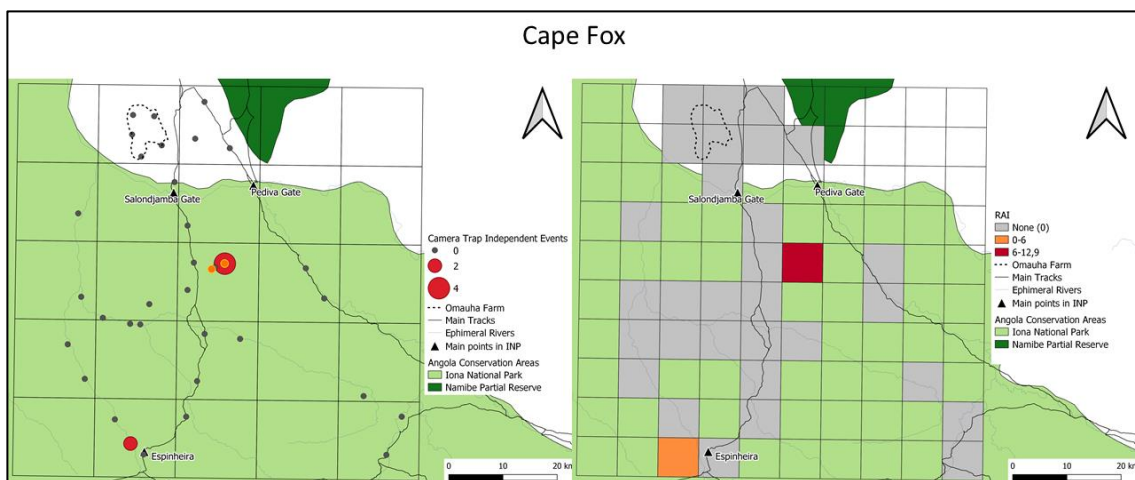 Cape Fox
Salondjamba Gate
Pediva Gate
Espinheira
Camera Trap Independent Events
0
2
4
Omauha Farm
Main Tracks
Ephemeral Rivers
Main points in INP
Angola Conservation Areas
Iona National Park
Namibe Partial Reserve
0 10 20 km
Salondjamba Gate
Pediva Gate
Espinheira
RAI
None (0)
0-6
6-12,9
Omauha Farm
Main Tracks
Ephemeral Rivers
Main points in INP
Angola Conservation Areas
Iona National Park
Namibe Partial Reserve
0 10 20 km